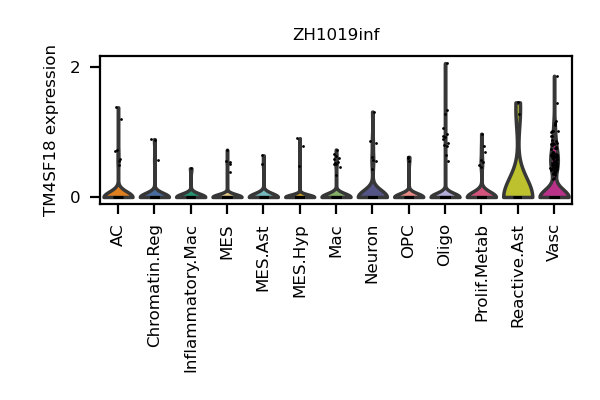 ZH1019inf
TM4SF18 expression
2
0
AC
Chromatin.Reg
Inflammatory.Mac
MES
MES.Ast
MES.Hyp
Mac
Neuron
OPC
Oligo
Prolif.Metab
Reactive.Ast
Vasc